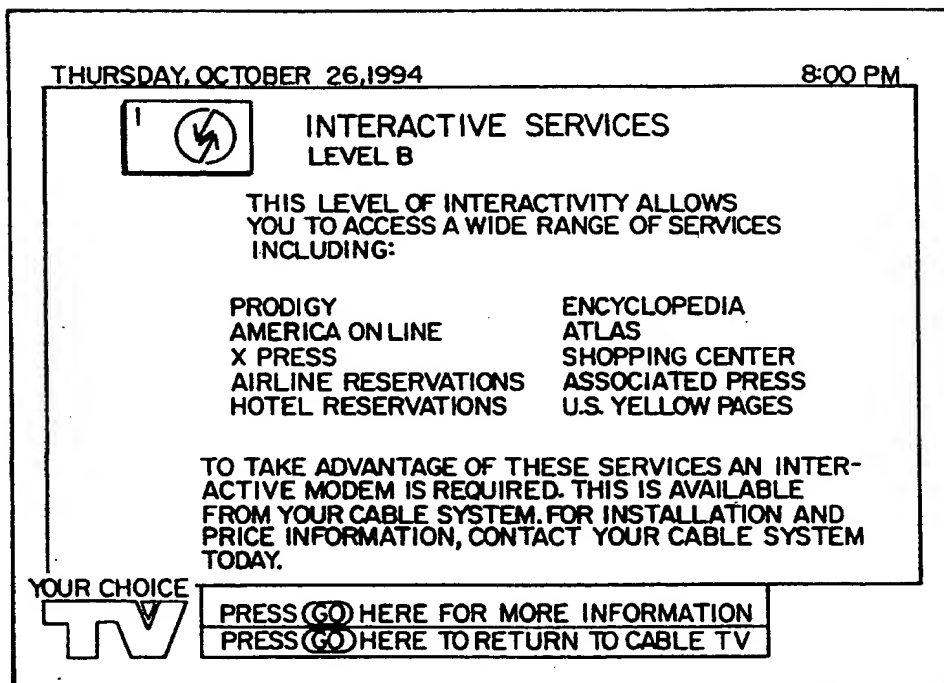 THURSDAY, OCTOBER 26, 1994 8:00 PM
I
INTERACTIVE SERVICES
LEVEL B
THIS LEVEL OF INTERACTIVITY ALLOWS
YOU TO ACCESS A WIDE RANGE OF SERVICES
INCLUDING:
PRODIGY ENCYCLOPEDIA
AMERICA ON LINE ATLAS
X PRESS SHOPPING CENTER
AIRLINE RESERVATIONS ASSOCIATED PRESS
HOTEL RESERVATIONS U.S. YELLOW PAGES
TO TAKE ADVANTAGE OF THESE SERVICES AN INTER-
ACTIVE MODEM IS REQUIRED. THIS IS AVAILABLE
FROM YOUR CABLE SYSTEM. FOR INSTALLATION AND
PRICE INFORMATION, CONTACT YOUR CABLE SYSTEM
TODAY.
YOUR CHOICE
TV
PRESS GO HERE FOR MORE INFORMATION
PRESS GO HERE TO RETURN TO CABLE TV